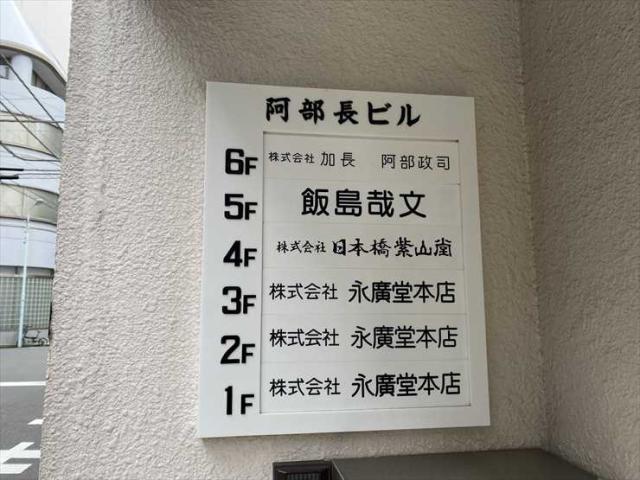 阿部長ビル
6F 株式会社 加長 阿部政司
5F 飯島哉文
4F 株式会社 日本橋紫山堂
3F 株式会社 永廣堂本店
2F 株式会社 永廣堂本店
1F 株式会社 永廣堂本店